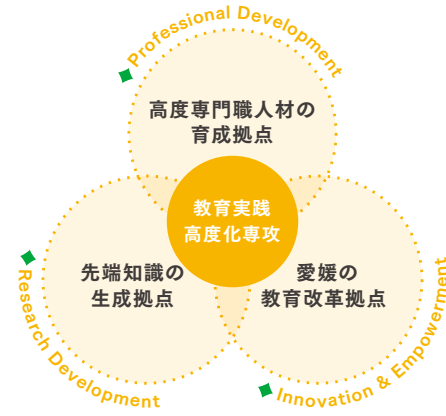 Professional Development
高度専門職人材の
育成拠点
教育実践
高度化専攻
先端知識の
生成拠点
愛媛の
教育改革拠点
Research Development
Innovation & Empowerment